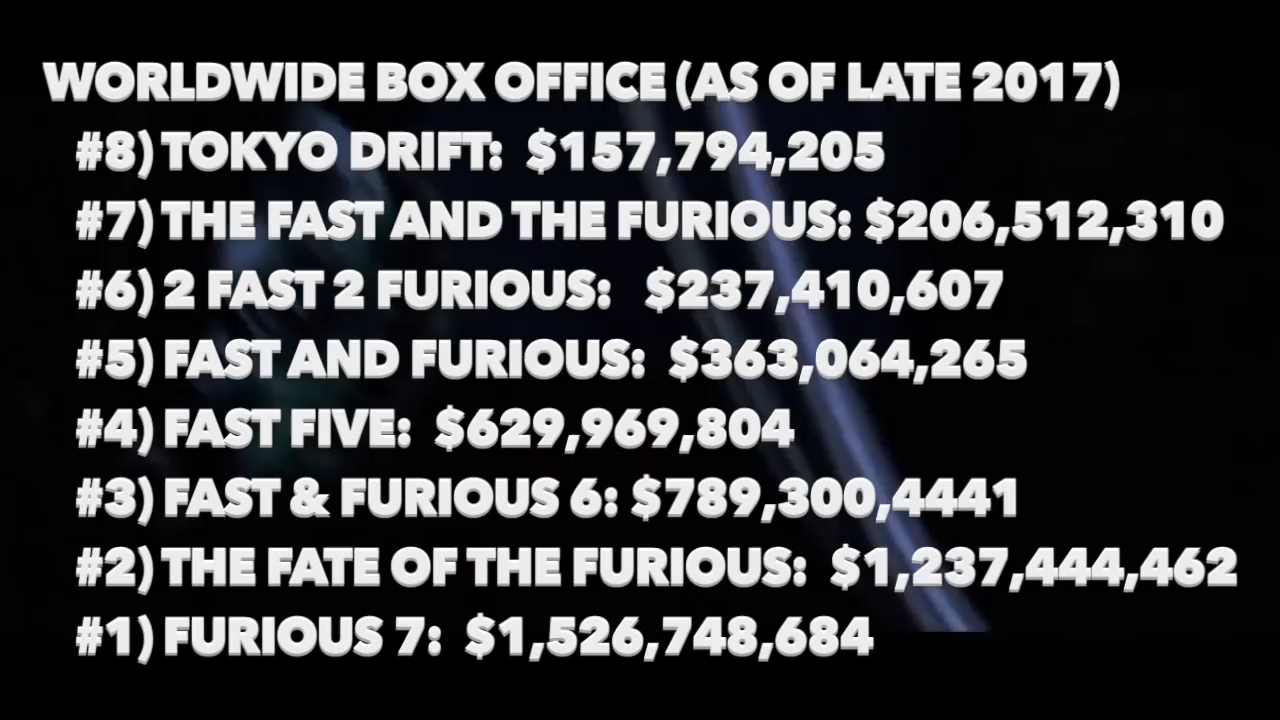 WORLDWIDE BOX OFFICE (AS OF LATE 2017)
#8) TOKYO DRIFT: $157,794,205
#7) THE FAST AND THE FURIOUS: $206,512,310
#6) 2 FAST 2 FURIOUS: $237,410,607
#5) FAST AND FURIOUS: $363,064,265
#4) FAST FIVE: $629,969,804
#3) FAST & FURIOUS 6: $789,300,4441
#2) THE FATE OF THE FURIOUS: $1,237,444,462
#1) FURIOUS 7: $1,526,748,684